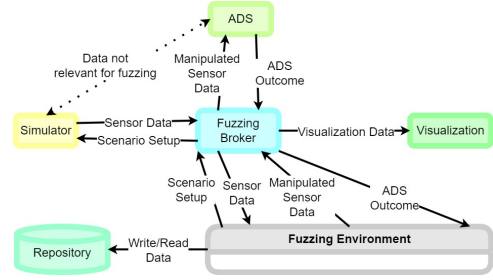 ADS
Data not
relevant for fuzzing
Manipulated
Sensor
Data
ADS
Outcome
Simulator
Sensor Data
Scenario Setup
Fuzzing
Broker
Visualization Data
Visualization
Scenario
Setup
Sensor
Data
Manipulated
Sensor
Data
ADS
Outcome
Repository
Write/Read
Data
Fuzzing Environment